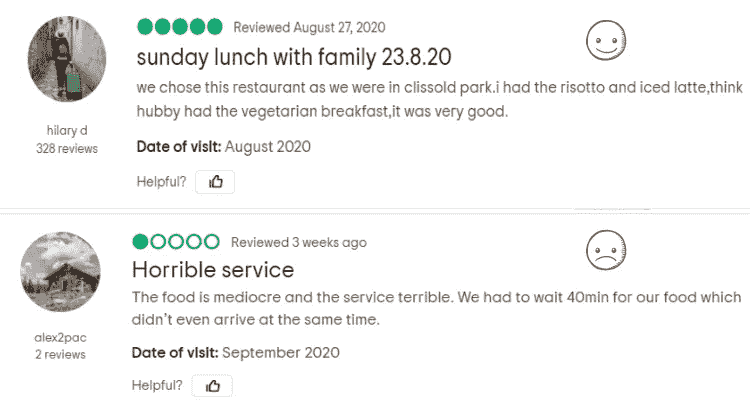 Reviewed August 27, 2020
sunday lunch with family 23.8.20
we chose this restaurant as we were in clissold park.i had the risotto and iced latte,think
hubby had the vegetarian breakfast,it was very good.
hilary d
328 reviews
Date of visit: August 2020
Helpful?
Reviewed 3 weeks ago
Horrible service
The food is mediocre and the service terrible. We had to wait 40min for our food which
didn't even arrive at the same time.
alex2pac
2 reviews
Date of visit: September 2020
Helpful?